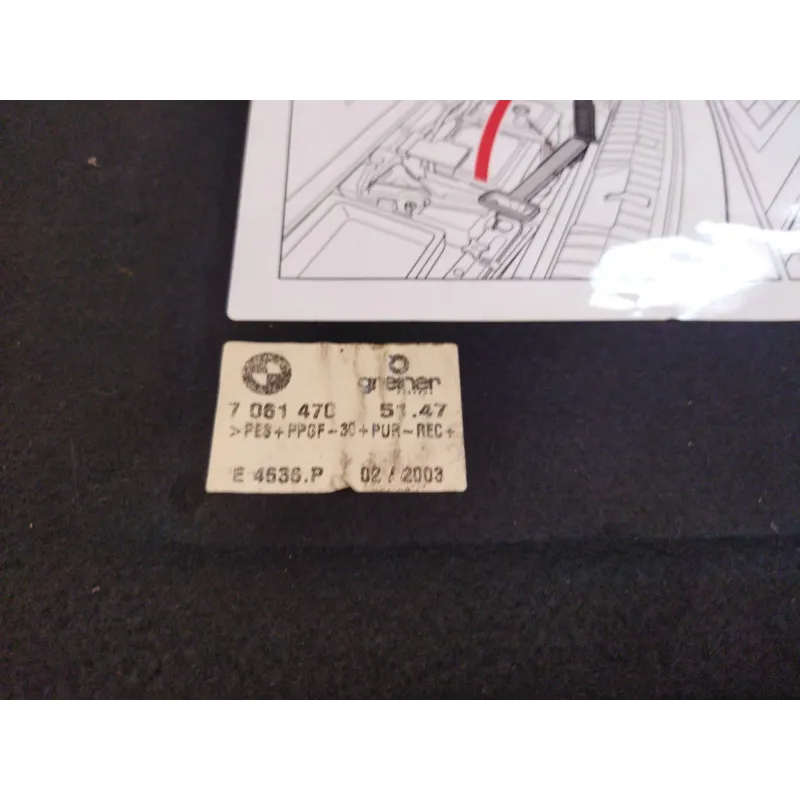 greiner
7 061 470 51.47
>PES+PPGF-30+PUR-REC+
E 4536.P 02/2003